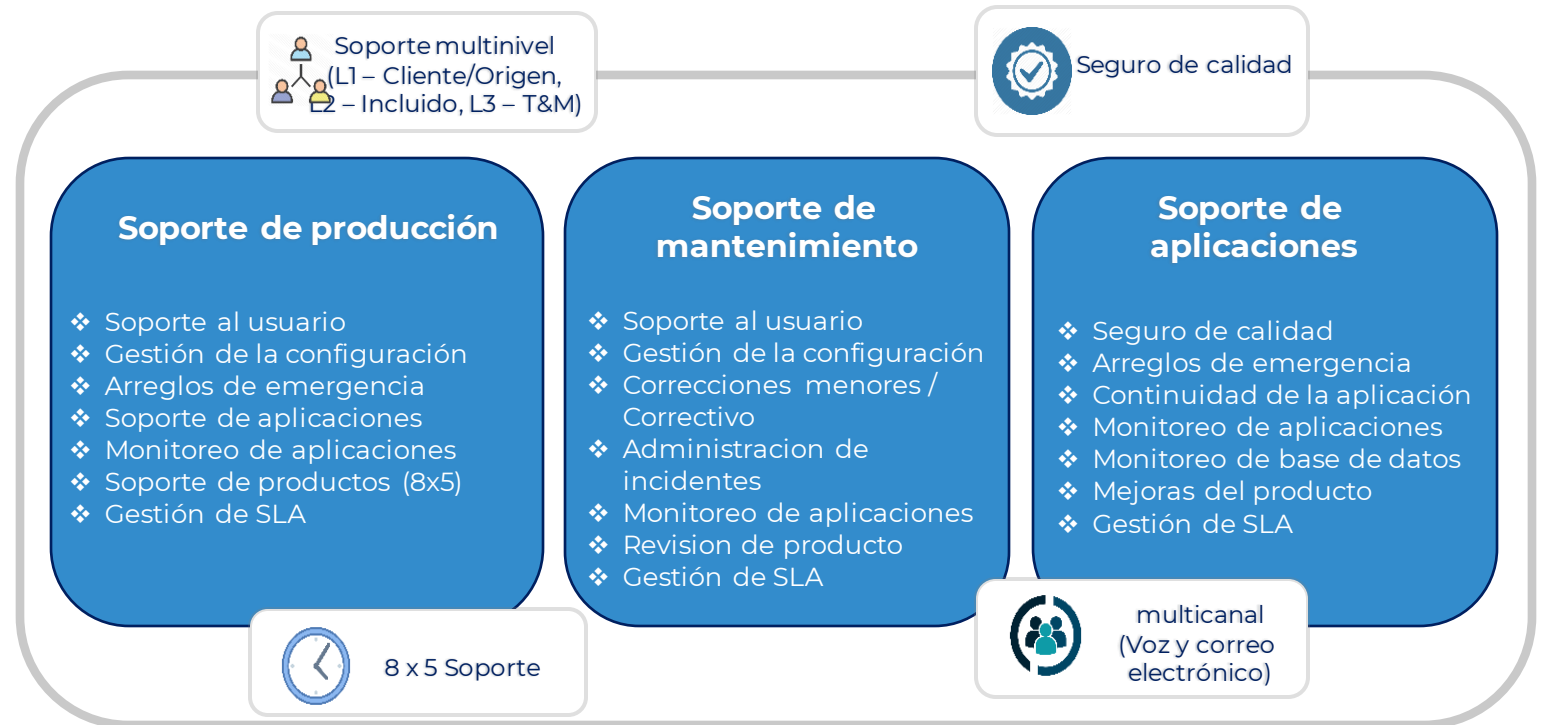 Soporte multinivel
(L1 – Cliente/Origen,
L2 – Incluido, L3 – T&M)
Seguro de calidad
Soporte de producción
❖ Soporte al usuario
❖ Gestión de la configuración
❖ Arreglos de emergencia
❖ Soporte de aplicaciones
❖ Monitoreo de aplicaciones
❖ Soporte de productos (8x5)
❖ Gestión de SLA
Soporte de
mantenimiento
❖ Soporte al usuario
❖ Gestión de la configuración
❖ Correcciones menores /
Correctivo
❖ Administracion de
incidentes
❖ Monitoreo de aplicaciones
❖ Revision de producto
❖ Gestión de SLA
Soporte de
aplicaciones
❖ Seguro de calidad
❖ Arreglos de emergencia
❖ Continuidad de la aplicación
❖ Monitoreo de aplicaciones
❖ Monitoreo de base de datos
❖ Mejoras del producto
❖ Gestión de SLA
8 x 5 Soporte
multicanal
(Voz y correo
electrónico)